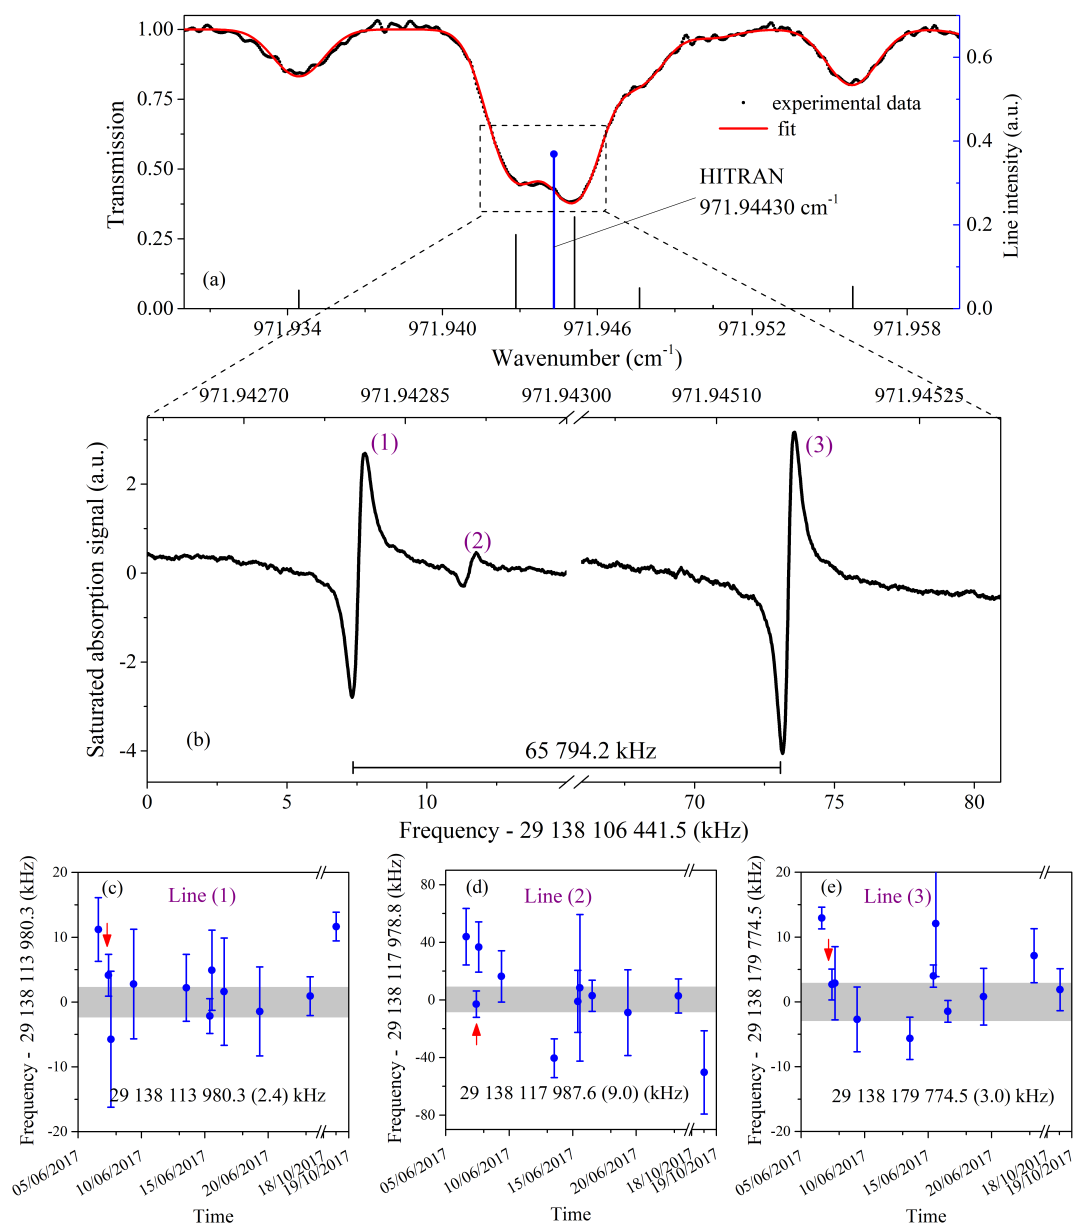 1.00
0.75
0.50
0.25
0.00
Transmission
0.6
0.4
0.2
0.0
Line intensity (a.u.)
experimental data
fit
HITRAN
971.94430 cm⁻¹
(a)
971.934
971.940
971.946
971.952
971.958
Wavenumber (cm⁻¹)
971.94270
971.94285
971.94300
971.94510
971.94525
(1)
(2)
(3)
2
0
-2
-4
Saturated absorption signal (a.u.)
(b)
65 794.2 kHz
0
5
10
70
75
80
Frequency - 29 138 106 441.5 (kHz)
(c)
Line (1)
20
10
0
-10
-20
Frequency - 29 138 113 980.3 (kHz)
29 138 113 980.3 (2.4) kHz
05/06/2017
10/06/2017
15/06/2017
20/06/2017
18/10/2017
19/10/2017
Time
(d)
Line (2)
80
40
0
-40
-80
Frequency - 29 138 117 978.8 (kHz)
29 138 117 987.6 (9.0) (kHz)
05/06/2017
10/06/2017
15/06/2017
20/06/2017
18/10/2017
19/10/2017
Time
(e)
Line (3)
20
10
0
-10
-20
Frequency - 29 138 179 774.5 (kHz)
29 138 179 774.5 (3.0) (kHz)
05/06/2017
10/06/2017
15/06/2017
20/06/2017
18/10/2017
19/10/2017
Time